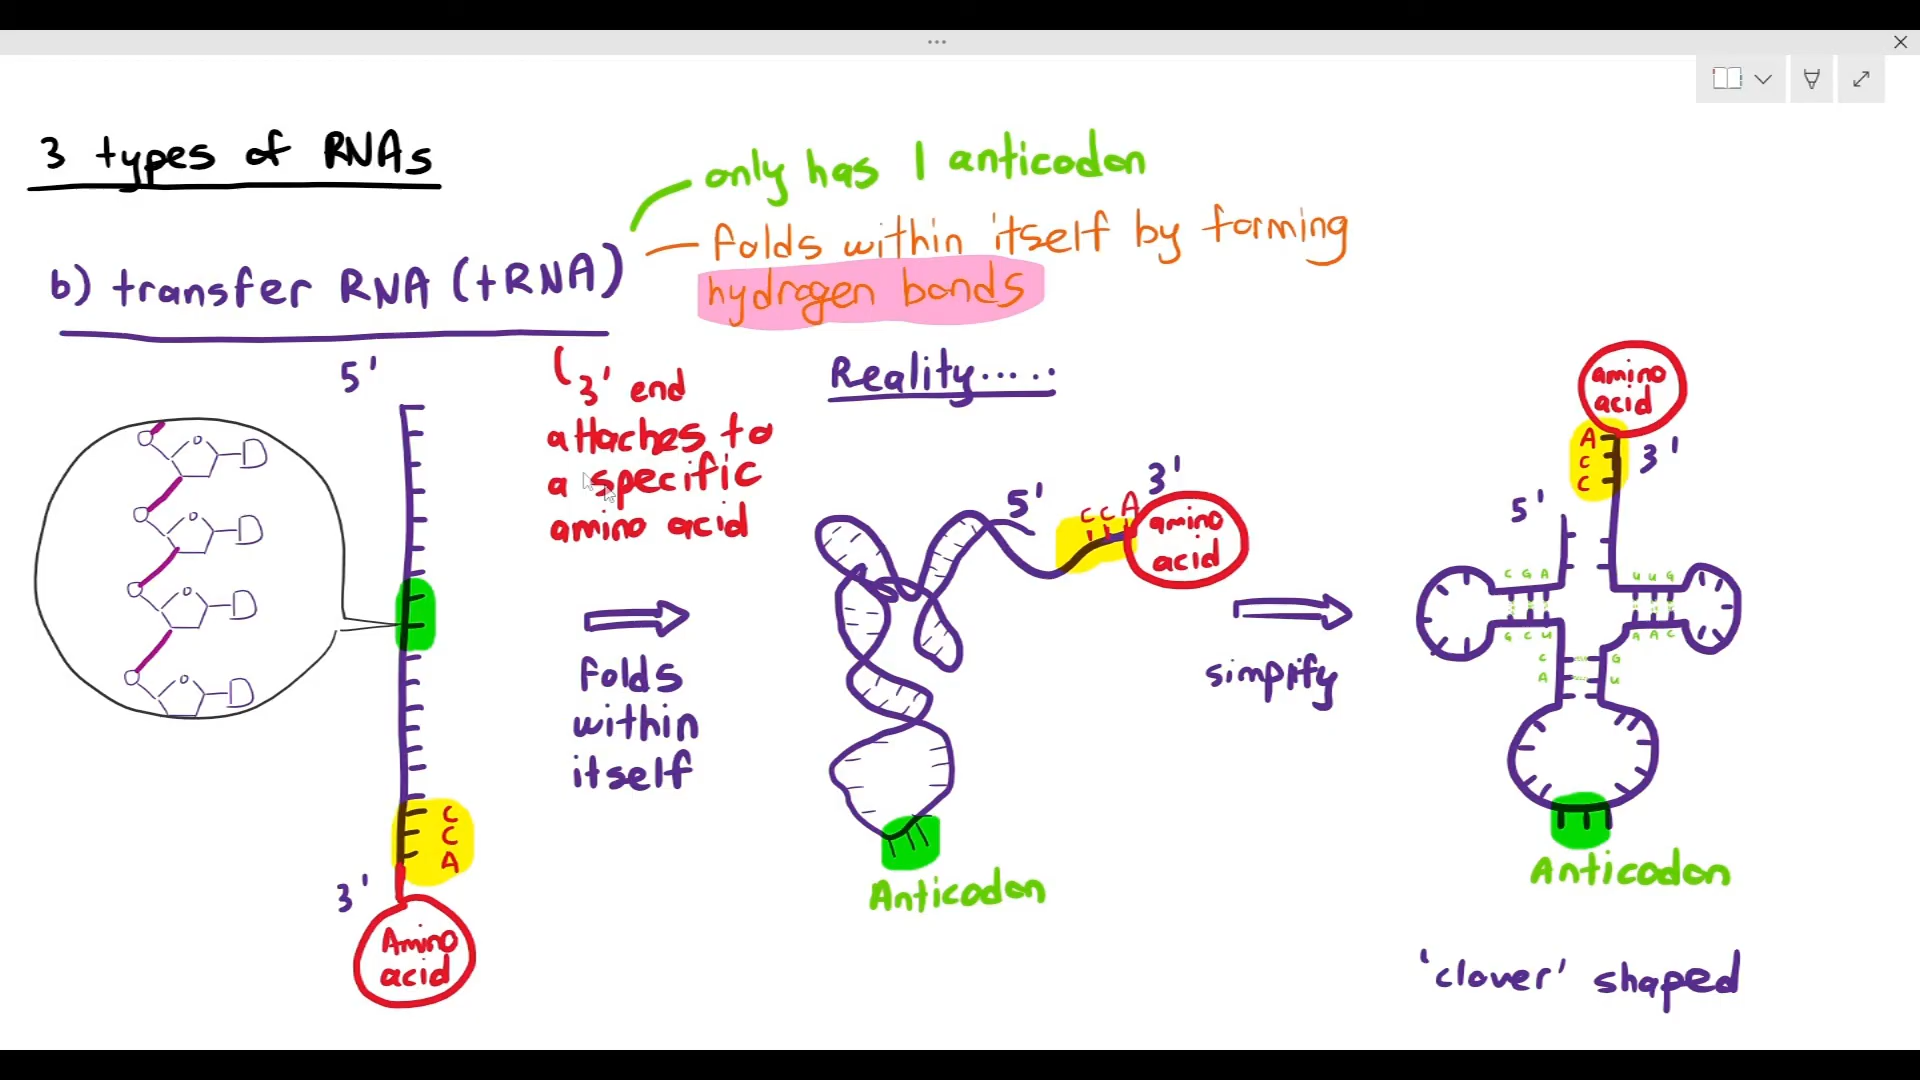 3 types of RNAs
only has 1 anticodon
folds within itself by forming
hydrogen bonds
b) transfer RNA (tRNA)
5'
3' end
attaches to
a specific
amino acid
folds
within
itself
C
C
A
3'
Amino
acid
Reality.....
5'
CCA
3'
amino
acid
Anticodon
simplify
amino
acid
A
C
C
3'
5'
C G A
G C U
U U G
A A C
C G
A U
Anticodon
'clover' shaped